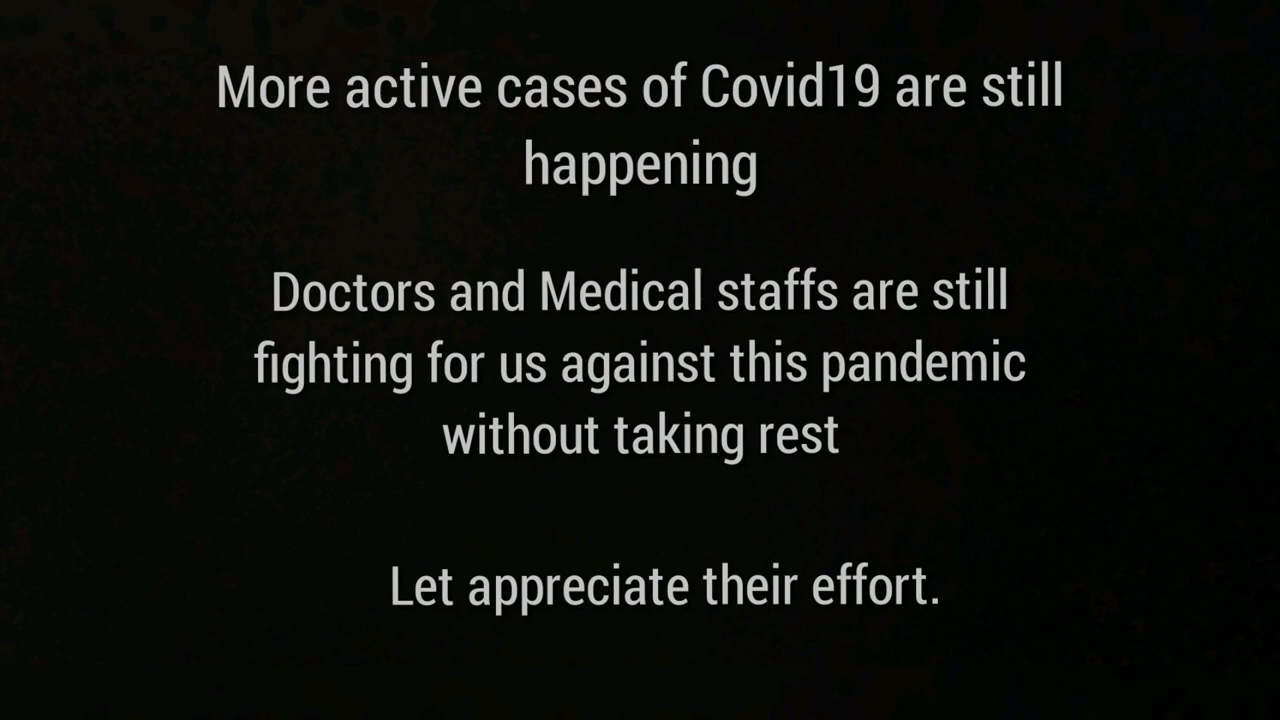 More active cases of Covid19 are still
happening
Doctors and Medical staffs are still
fighting for us against this pandemic
without taking rest
Let appreciate their effort.